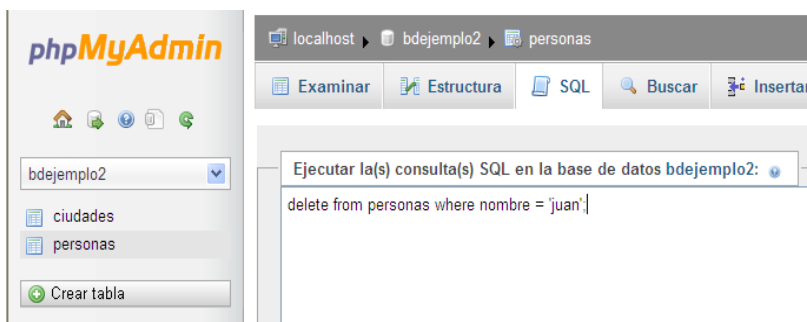 phpMyAdmin
localhost bdejemplo2 personas
Examinar Estructura SQL Buscar Insertar
bdejemplo2
ciudades
personas
Crear tabla
Ejecutar la(s) consulta(s) SQL en la base de datos bdejemplo2:
delete from personas where nombre = 'juan';